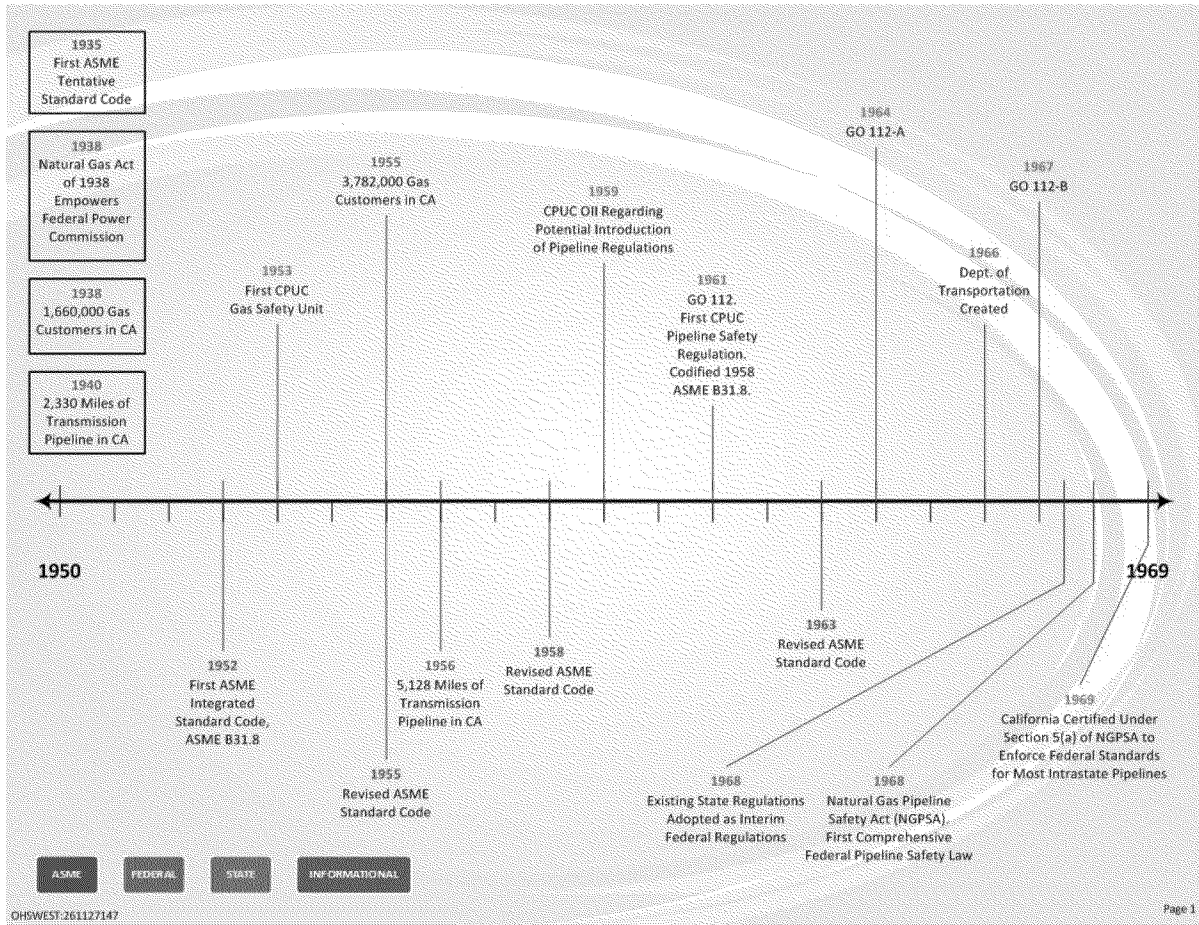 1935
First ASME
Tentative
Standard Code
1938
Natural Gas Act
of 1938
Empowers
Federal Power
Commission
1938
1,660,000 Gas
Customers in CA
1940
2,330 Miles of
Transmission
Pipeline in CA
1953
First CPUC
Gas Safety Unit
1955
3,782,000 Gas
Customers in CA
1959
CPUC OII Regarding
Potential Introduction
of Pipeline Regulations
1961
GO 112.
First CPUC
Pipeline Safety
Regulation.
Codified 1958
ASME B31.8.
1964
GO 112-A
1966
Dept. of
Transportation
Created
1967
GO 112-B
1950
1969
1952
First ASME
Integrated
Standard Code,
ASME B31.8
1955
Revised ASME
Standard Code
1956
5,128 Miles of
Transmission
Pipeline in CA
1958
Revised ASME
Standard Code
1963
Revised ASME
Standard Code
1968
Existing State Regulations
Adopted as Interim
Federal Regulations
1968
Natural Gas Pipeline
Safety Act (NGPSA).
First Comprehensive
Federal Pipeline Safety Law
1969
California Certified Under
Section 5(a) of NGPSA to
Enforce Federal Standards
for Most Intrastate Pipelines
ASME
FEDERAL
STATE
INFORMATIONAL
OHSWEST:261127147
Page 1